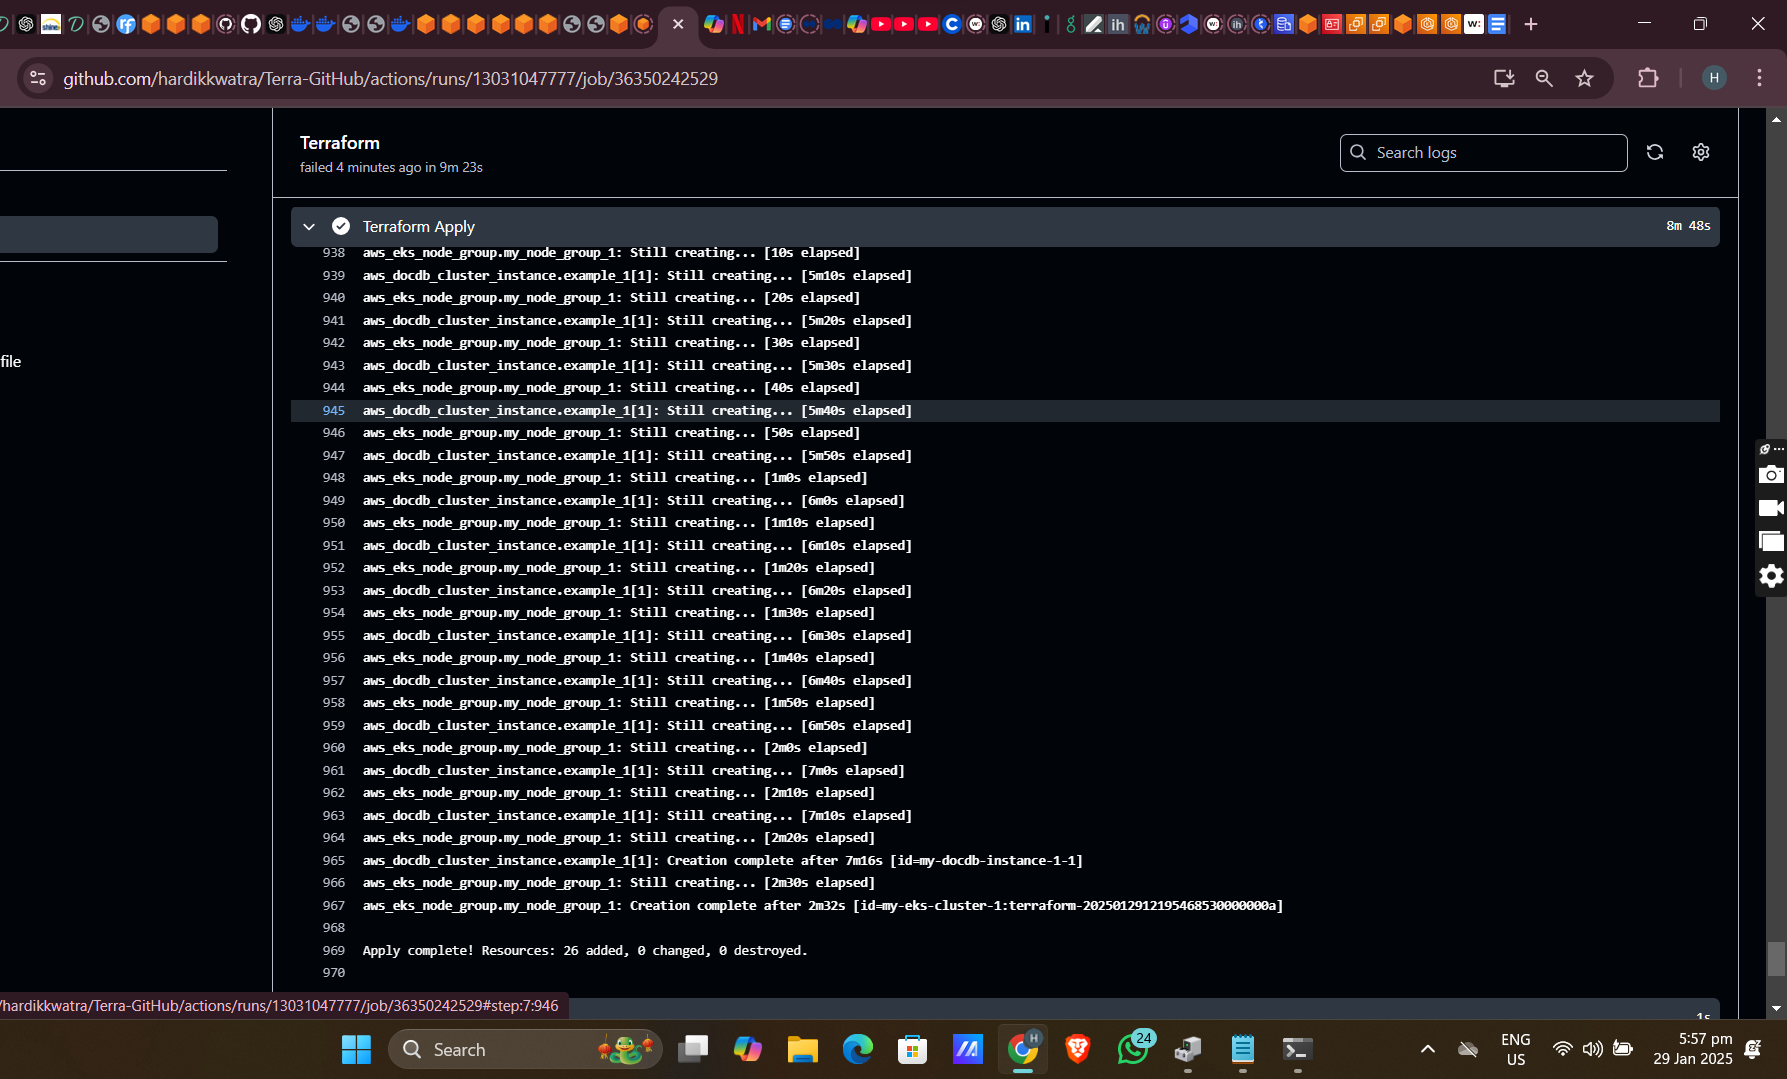 github.com/hardikkwatra/Terra-GitHub/actions/runs/13031047777/job/36350242529
H
Terraform
failed 4 minutes ago in 9m 23s
Search logs
Terraform Apply
8m 48s
938 aws_eks_node_group.my_node_group_1: Still creating... [10s elapsed]
939 aws_docdb_cluster_instance.example_1[1]: Still creating... [5m10s elapsed]
940 aws_eks_node_group.my_node_group_1: Still creating... [20s elapsed]
941 aws_docdb_cluster_instance.example_1[1]: Still creating... [5m20s elapsed]
942 aws_eks_node_group.my_node_group_1: Still creating... [30s elapsed]
943 aws_docdb_cluster_instance.example_1[1]: Still creating... [5m30s elapsed]
944 aws_eks_node_group.my_node_group_1: Still creating... [40s elapsed]
945 aws_docdb_cluster_instance.example_1[1]: Still creating... [5m40s elapsed]
946 aws_eks_node_group.my_node_group_1: Still creating... [50s elapsed]
947 aws_docdb_cluster_instance.example_1[1]: Still creating... [5m50s elapsed]
948 aws_eks_node_group.my_node_group_1: Still creating... [1m0s elapsed]
949 aws_docdb_cluster_instance.example_1[1]: Still creating... [6m0s elapsed]
950 aws_eks_node_group.my_node_group_1: Still creating... [1m10s elapsed]
951 aws_docdb_cluster_instance.example_1[1]: Still creating... [6m10s elapsed]
952 aws_eks_node_group.my_node_group_1: Still creating... [1m20s elapsed]
953 aws_docdb_cluster_instance.example_1[1]: Still creating... [6m20s elapsed]
954 aws_eks_node_group.my_node_group_1: Still creating... [1m30s elapsed]
955 aws_docdb_cluster_instance.example_1[1]: Still creating... [6m30s elapsed]
956 aws_eks_node_group.my_node_group_1: Still creating... [1m40s elapsed]
957 aws_docdb_cluster_instance.example_1[1]: Still creating... [6m40s elapsed]
958 aws_eks_node_group.my_node_group_1: Still creating... [1m50s elapsed]
959 aws_docdb_cluster_instance.example_1[1]: Still creating... [6m50s elapsed]
960 aws_eks_node_group.my_node_group_1: Still creating... [2m0s elapsed]
961 aws_docdb_cluster_instance.example_1[1]: Still creating... [7m0s elapsed]
962 aws_eks_node_group.my_node_group_1: Still creating... [2m10s elapsed]
963 aws_docdb_cluster_instance.example_1[1]: Still creating... [7m10s elapsed]
964 aws_eks_node_group.my_node_group_1: Still creating... [2m20s elapsed]
965 aws_docdb_cluster_instance.example_1[1]: Creation complete after 7m16s [id=my-docdb-instance-1-1]
966 aws_eks_node_group.my_node_group_1: Still creating... [2m30s elapsed]
967 aws_eks_node_group.my_node_group_1: Creation complete after 2m32s [id=my-eks-cluster-1:terraform-20250129121954685300000000a]
968
969 Apply complete! Resources: 26 added, 0 changed, 0 destroyed.
970
file
/hardikkwatra/Terra-GitHub/actions/runs/13031047777/job/36350242529#step:7:946
1s
Search
H
24
ENG
US
5:57 pm
29 Jan 2025